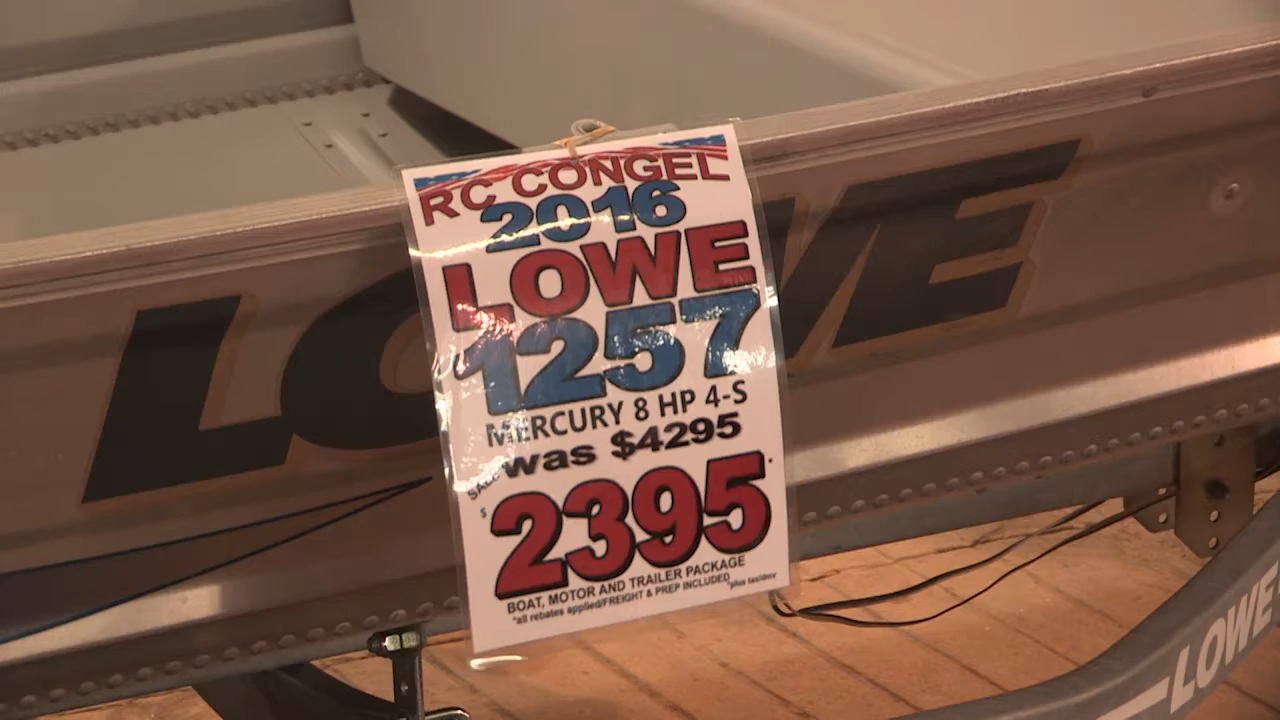 RC CONGEL
2016
LOWE
1257
MERCURY 8 HP 4-S
was $4295
SALE
$2395*
BOAT, MOTOR AND TRAILER PACKAGE
*all rebates applied/FREIGHT & PREP INCLUDED *plus tax/dmv
LOWE
LOWE